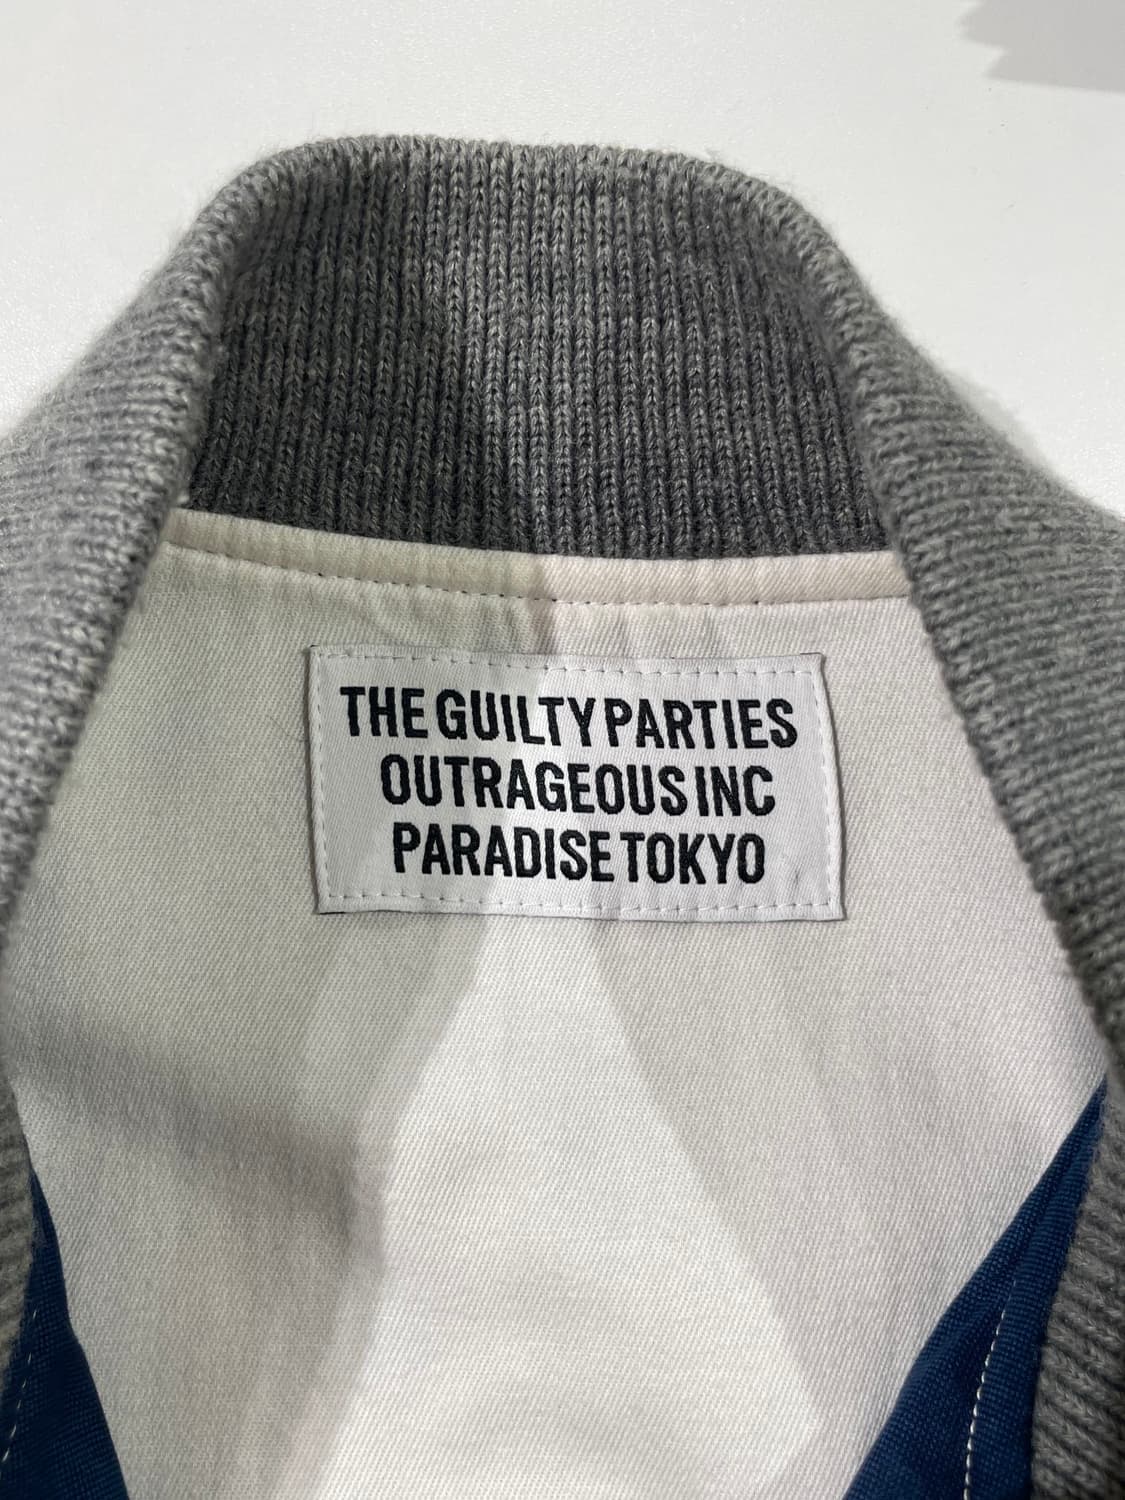 THE GUILTY PARTIES
OUTRAGEOUS INC
PARADISE TOKYO